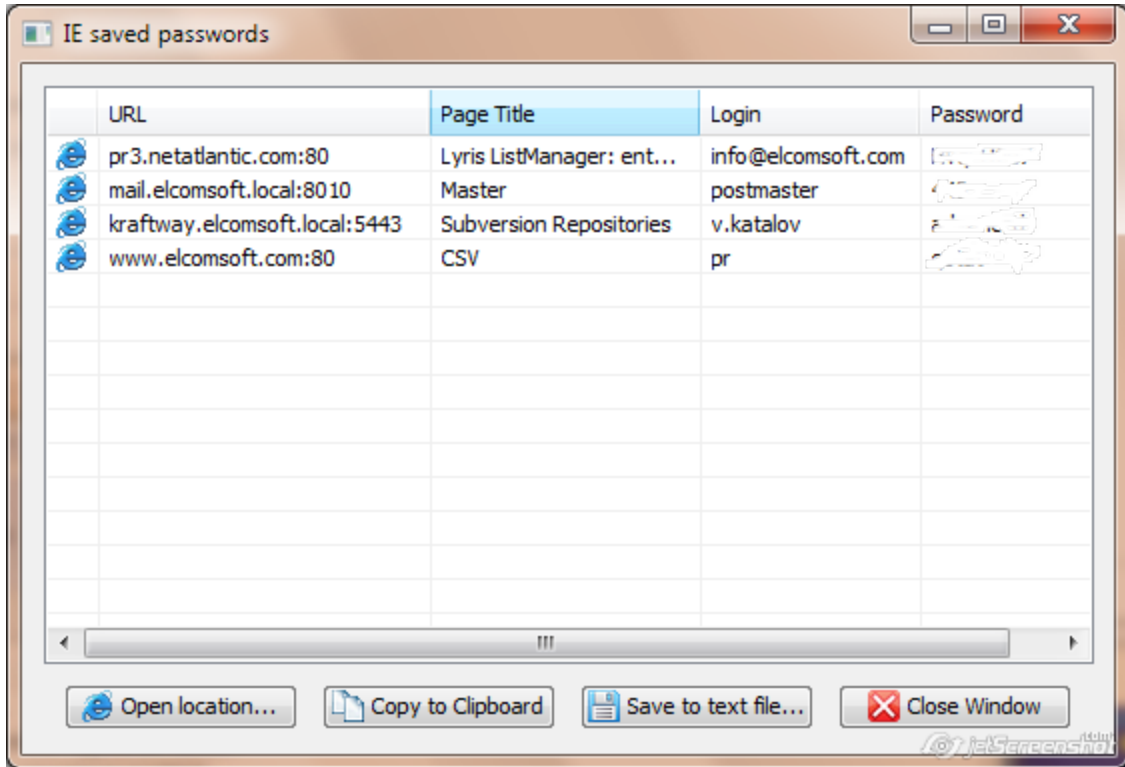 IE saved passwords
URL Page Title Login Password
pr3.netatlantic.com:80 Lyris ListManager: ent... info@elcomsoft.com
mail.elcomsoft.local:8010 Master postmaster
kraftway.elcomsoft.local:5443 Subversion Repositories v.katalov
www.elcomsoft.com:80 CSV pr
Open location... Copy to Clipboard Save to text file... Close Window
jetScreenshot